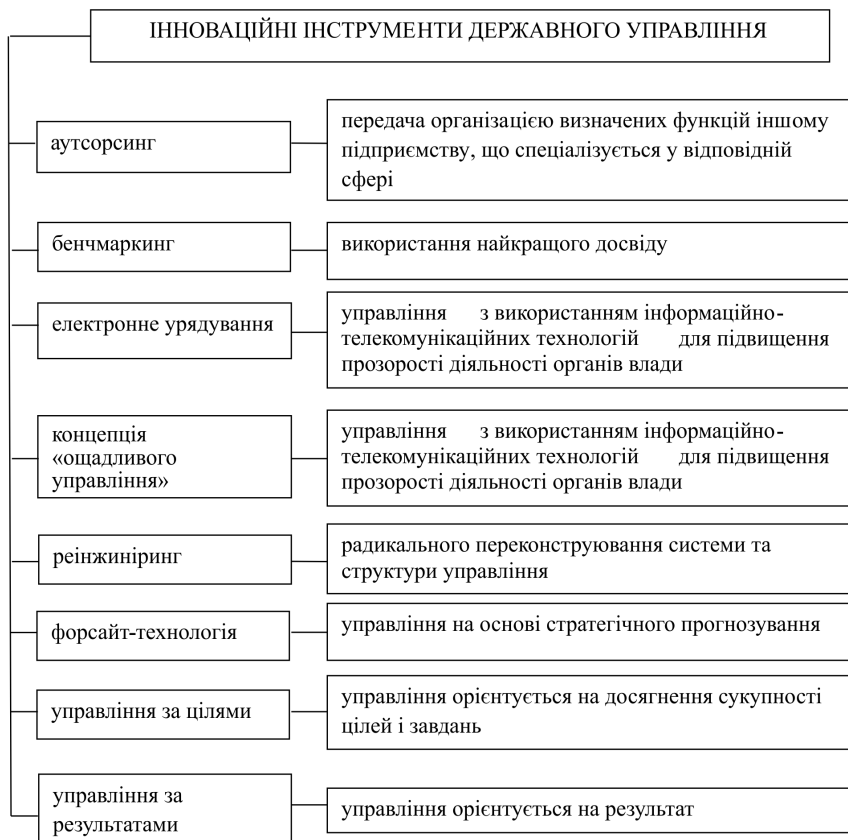 ІННОВАЦІЙНІ ІНСТРУМЕНТИ ДЕРЖАВНОГО УПРАВЛІННЯ
аутсорсинг
передача організацією визначених функцій іншому
підприємству, що спеціалізується у відповідній
сфері
бенчмаркинг
використання найкращого досвіду
електронне урядування
управління з використанням інформаційно-
телекомунікаційних технологій для підвищення
прозорості діяльності органів влади
концепція
«ощадливого
управління»
управління з використанням інформаційно-
телекомунікаційних технологій для підвищення
прозорості діяльності органів влади
реінжиніринг
радикального переконструювання системи та
структури управління
форсайт-технологія
управління на основі стратегічного прогнозування
управління за цілями
управління орієнтується на досягнення сукупності
цілей і завдань
управління за
результатами
управління орієнтується на результат